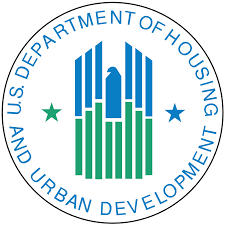 U.S. DEPARTMENT OF HOUSING
AND URBAN DEVELOPMENT